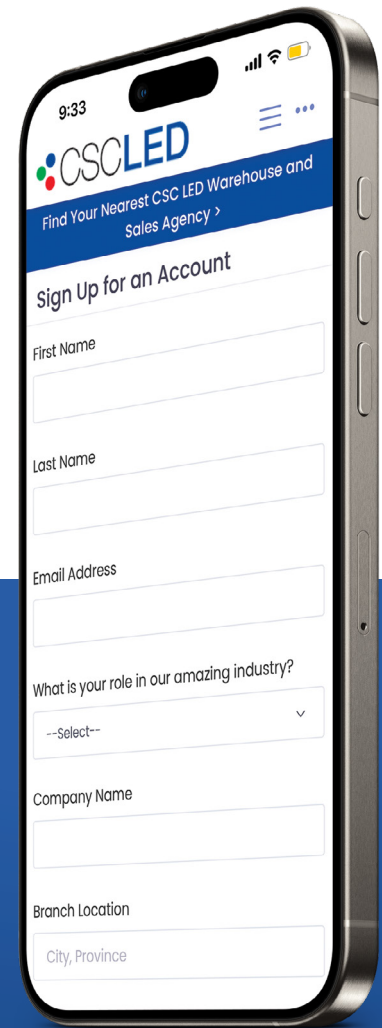 9:33
CSCLED
Find Your Nearest CSC LED Warehouse and
Sales Agency >
Sign Up for an Account
First Name
Last Name
Email Address
What is your role in our amazing industry?
--Select--
Company Name
Branch Location
City, Province